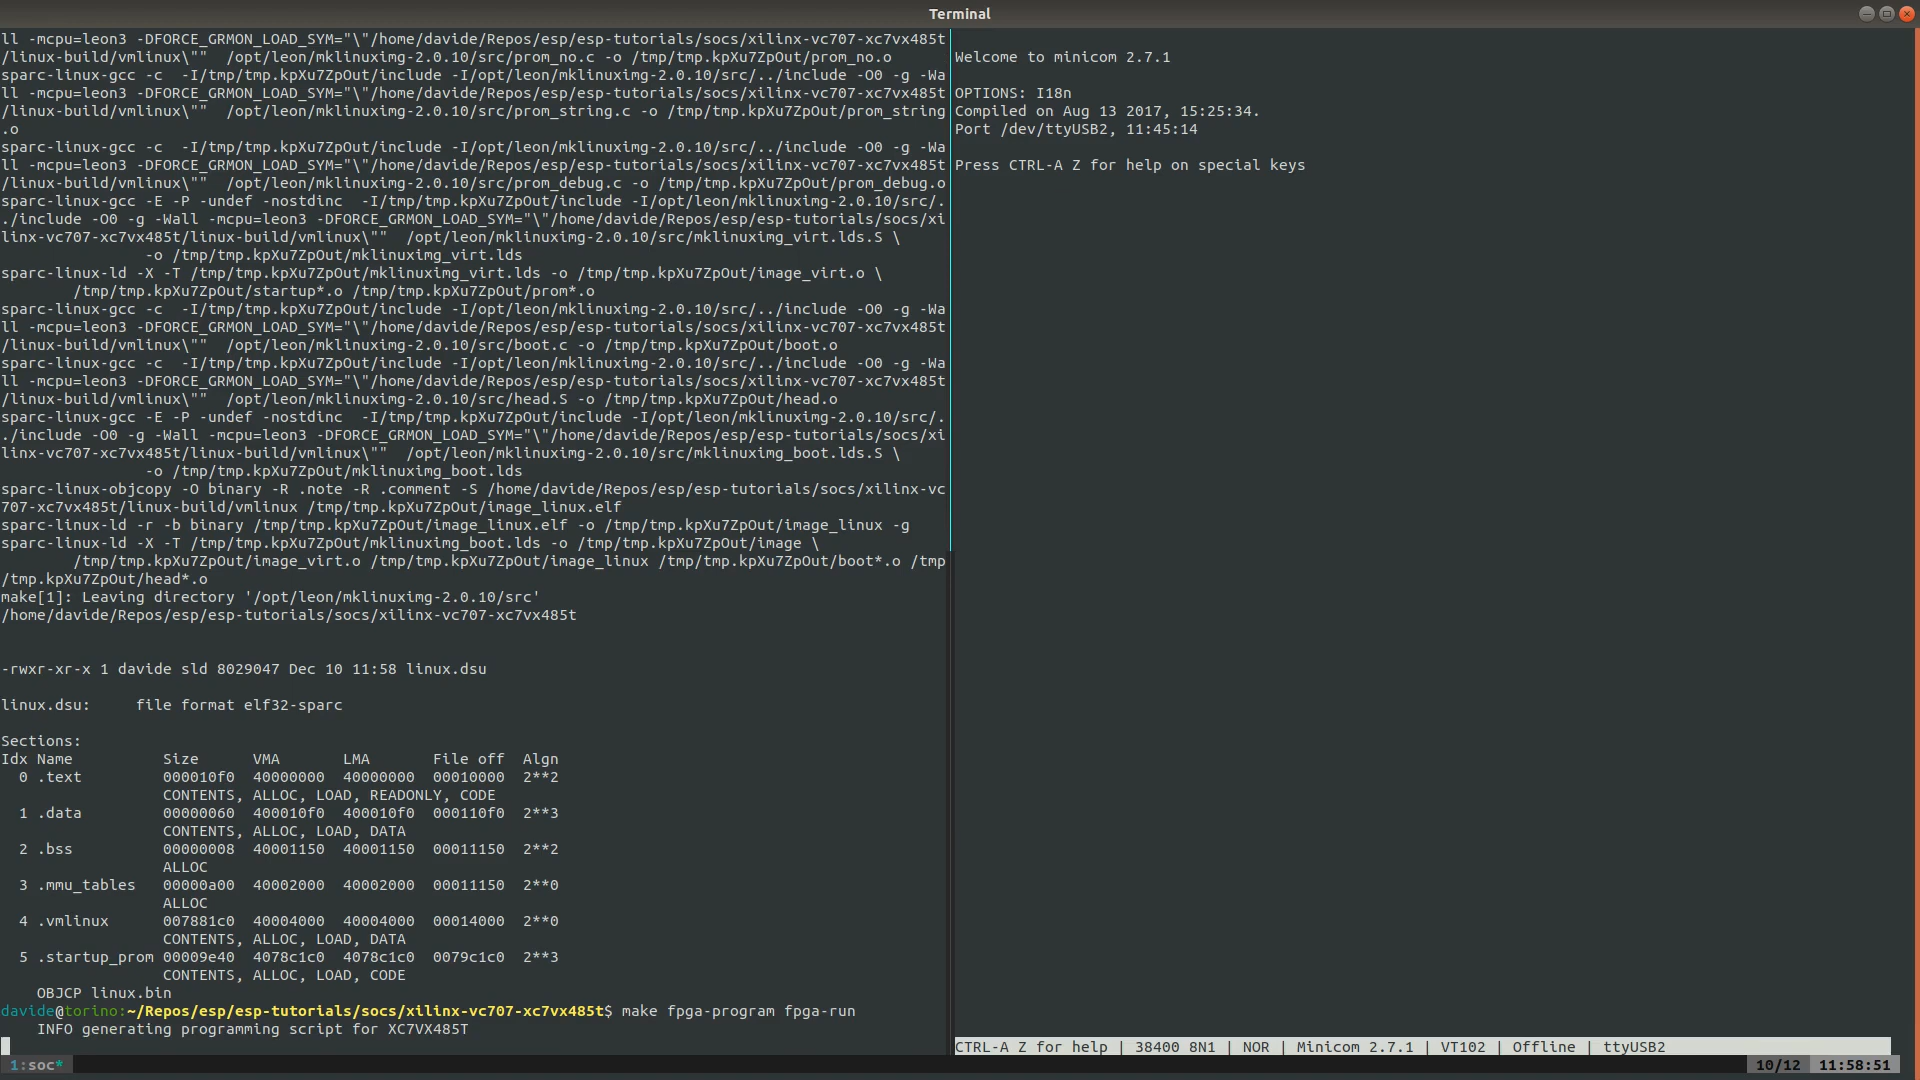 Terminal
ll -mcpu=leon3 -DFORCE_GRMON_LOAD_SYM="\"/home/davide/Repos/esp/esp-tutorials/socs/xilinx-vc707-xc7vx485t
/linux-build/vmlinux\""  /opt/leon/mklinuximg-2.0.10/src/prom_no.c -o /tmp/tmp.kpXu7ZpOut/prom_no.o
sparc-linux-gcc -c  -I/tmp/tmp.kpXu7ZpOut/include -I/opt/leon/mklinuximg-2.0.10/src/../include -O0 -g -Wa
ll -mcpu=leon3 -DFORCE_GRMON_LOAD_SYM="\"/home/davide/Repos/esp/esp-tutorials/socs/xilinx-vc707-xc7vx485t
/linux-build/vmlinux\""  /opt/leon/mklinuximg-2.0.10/src/prom_string.c -o /tmp/tmp.kpXu7ZpOut/prom_string
.o
sparc-linux-gcc -c  -I/tmp/tmp.kpXu7ZpOut/include -I/opt/leon/mklinuximg-2.0.10/src/../include -O0 -g -Wa
ll -mcpu=leon3 -DFORCE_GRMON_LOAD_SYM="\"/home/davide/Repos/esp/esp-tutorials/socs/xilinx-vc707-xc7vx485t
/linux-build/vmlinux\""  /opt/leon/mklinuximg-2.0.10/src/prom_debug.c -o /tmp/tmp.kpXu7ZpOut/prom_debug.o
sparc-linux-gcc -E -P -undef -nostdinc  -I/tmp/tmp.kpXu7ZpOut/include -I/opt/leon/mklinuximg-2.0.10/src/.
./include -O0 -g -Wall -mcpu=leon3 -DFORCE_GRMON_LOAD_SYM="\"/home/davide/Repos/esp/esp-tutorials/socs/xi
linx-vc707-xc7vx485t/linux-build/vmlinux\""  /opt/leon/mklinuximg-2.0.10/src/mklinuximg_virt.lds.S \
                -o /tmp/tmp.kpXu7ZpOut/mklinuximg_virt.lds
sparc-linux-ld -X -T /tmp/tmp.kpXu7ZpOut/mklinuximg_virt.lds -o /tmp/tmp.kpXu7ZpOut/image_virt.o \
        /tmp/tmp.kpXu7ZpOut/startup*.o /tmp/tmp.kpXu7ZpOut/prom*.o
sparc-linux-gcc -c  -I/tmp/tmp.kpXu7ZpOut/include -I/opt/leon/mklinuximg-2.0.10/src/../include -O0 -g -Wa
ll -mcpu=leon3 -DFORCE_GRMON_LOAD_SYM="\"/home/davide/Repos/esp/esp-tutorials/socs/xilinx-vc707-xc7vx485t
/linux-build/vmlinux\""  /opt/leon/mklinuximg-2.0.10/src/boot.c -o /tmp/tmp.kpXu7ZpOut/boot.o
sparc-linux-gcc -c  -I/tmp/tmp.kpXu7ZpOut/include -I/opt/leon/mklinuximg-2.0.10/src/../include -O0 -g -Wa
ll -mcpu=leon3 -DFORCE_GRMON_LOAD_SYM="\"/home/davide/Repos/esp/esp-tutorials/socs/xilinx-vc707-xc7vx485t
/linux-build/vmlinux\""  /opt/leon/mklinuximg-2.0.10/src/head.S -o /tmp/tmp.kpXu7ZpOut/head.o
sparc-linux-gcc -E -P -undef -nostdinc  -I/tmp/tmp.kpXu7ZpOut/include -I/opt/leon/mklinuximg-2.0.10/src/.
./include -O0 -g -Wall -mcpu=leon3 -DFORCE_GRMON_LOAD_SYM="\"/home/davide/Repos/esp/esp-tutorials/socs/xi
linx-vc707-xc7vx485t/linux-build/vmlinux\""  /opt/leon/mklinuximg-2.0.10/src/mklinuximg_boot.lds.S \
                -o /tmp/tmp.kpXu7ZpOut/mklinuximg_boot.lds
sparc-linux-objcopy -O binary -R .note -R .comment -S /home/davide/Repos/esp/esp-tutorials/socs/xilinx-vc
707-xc7vx485t/linux-build/vmlinux /tmp/tmp.kpXu7ZpOut/image_linux.elf
sparc-linux-ld -r -b binary /tmp/tmp.kpXu7ZpOut/image_linux.elf -o /tmp/tmp.kpXu7ZpOut/image_linux -g
sparc-linux-ld -X -T /tmp/tmp.kpXu7ZpOut/mklinuximg_boot.lds -o /tmp/tmp.kpXu7ZpOut/image \
        /tmp/tmp.kpXu7ZpOut/image_virt.o /tmp/tmp.kpXu7ZpOut/image_linux /tmp/tmp.kpXu7ZpOut/boot*.o /tmp
/tmp.kpXu7ZpOut/head*.o
make[1]: Leaving directory '/opt/leon/mklinuximg-2.0.10/src'
/home/davide/Repos/esp/esp-tutorials/socs/xilinx-vc707-xc7vx485t
-rwxr-xr-x 1 davide sld 8029047 Dec 10 11:58 linux.dsu
linux.dsu:     file format elf32-sparc
Sections:
Idx Name          Size      VMA       LMA       File off  Algn
  0 .text         000010f0  40000000  40000000  00010000  2**2
                  CONTENTS, ALLOC, LOAD, READONLY, CODE
  1 .data         00000060  400010f0  400010f0  000110f0  2**3
                  CONTENTS, ALLOC, LOAD, DATA
  2 .bss          00000008  40001150  40001150  00011150  2**2
                  ALLOC
  3 .mmu_tables   00000a00  40002000  40002000  00011150  2**0
                  ALLOC
  4 .vmlinux      007881c0  40004000  40004000  00014000  2**0
                  CONTENTS, ALLOC, LOAD, DATA
  5 .startup_prom 00009e40  4078c1c0  4078c1c0  0079c1c0  2**3
                  CONTENTS, ALLOC, LOAD, CODE
    OBJCP linux.bin
davide@torino:~/Repos/esp/esp-tutorials/socs/xilinx-vc707-xc7vx485t$ make fpga-program fpga-run
    INFO generating programming script for XC7VX485T
Welcome to minicom 2.7.1
OPTIONS: I18n
Compiled on Aug 13 2017, 15:25:34.
Port /dev/ttyUSB2, 11:45:14
Press CTRL-A Z for help on special keys
CTRL-A Z for help | 38400 8N1 | NOR | Minicom 2.7.1 | VT102 | Offline | ttyUSB2
1:soc*
10/12  11:58:51